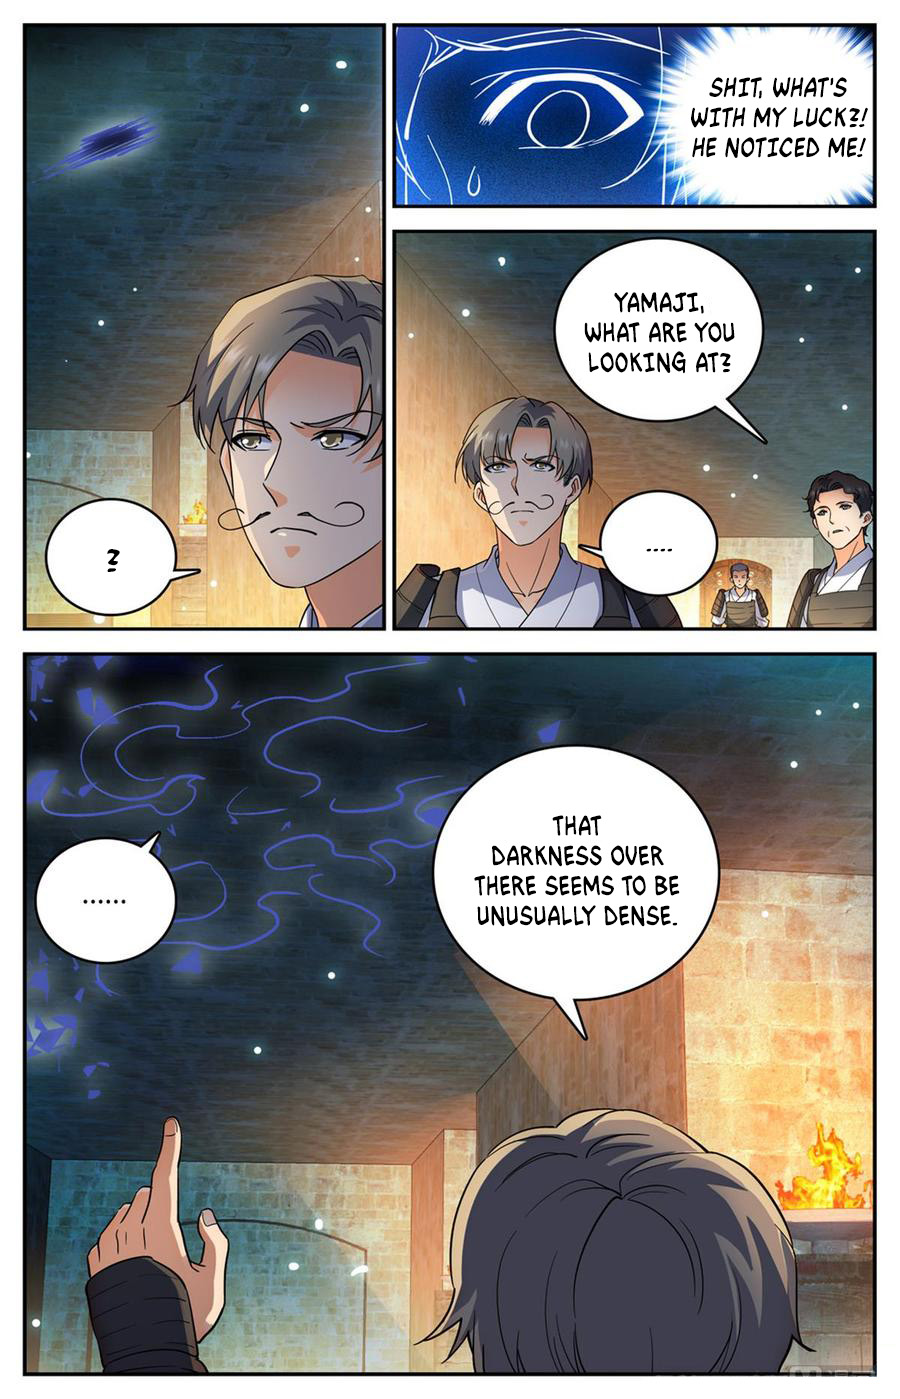 ?
SHIT, WHAT'S
WITH MY LUCK?!
HE NOTICED ME!
YAMAJI,
WHAT ARE YOU
LOOKING AT?
....
......
THAT
DARKNESS OVER
THERE SEEMS TO BE
UNUSUALLY DENSE.